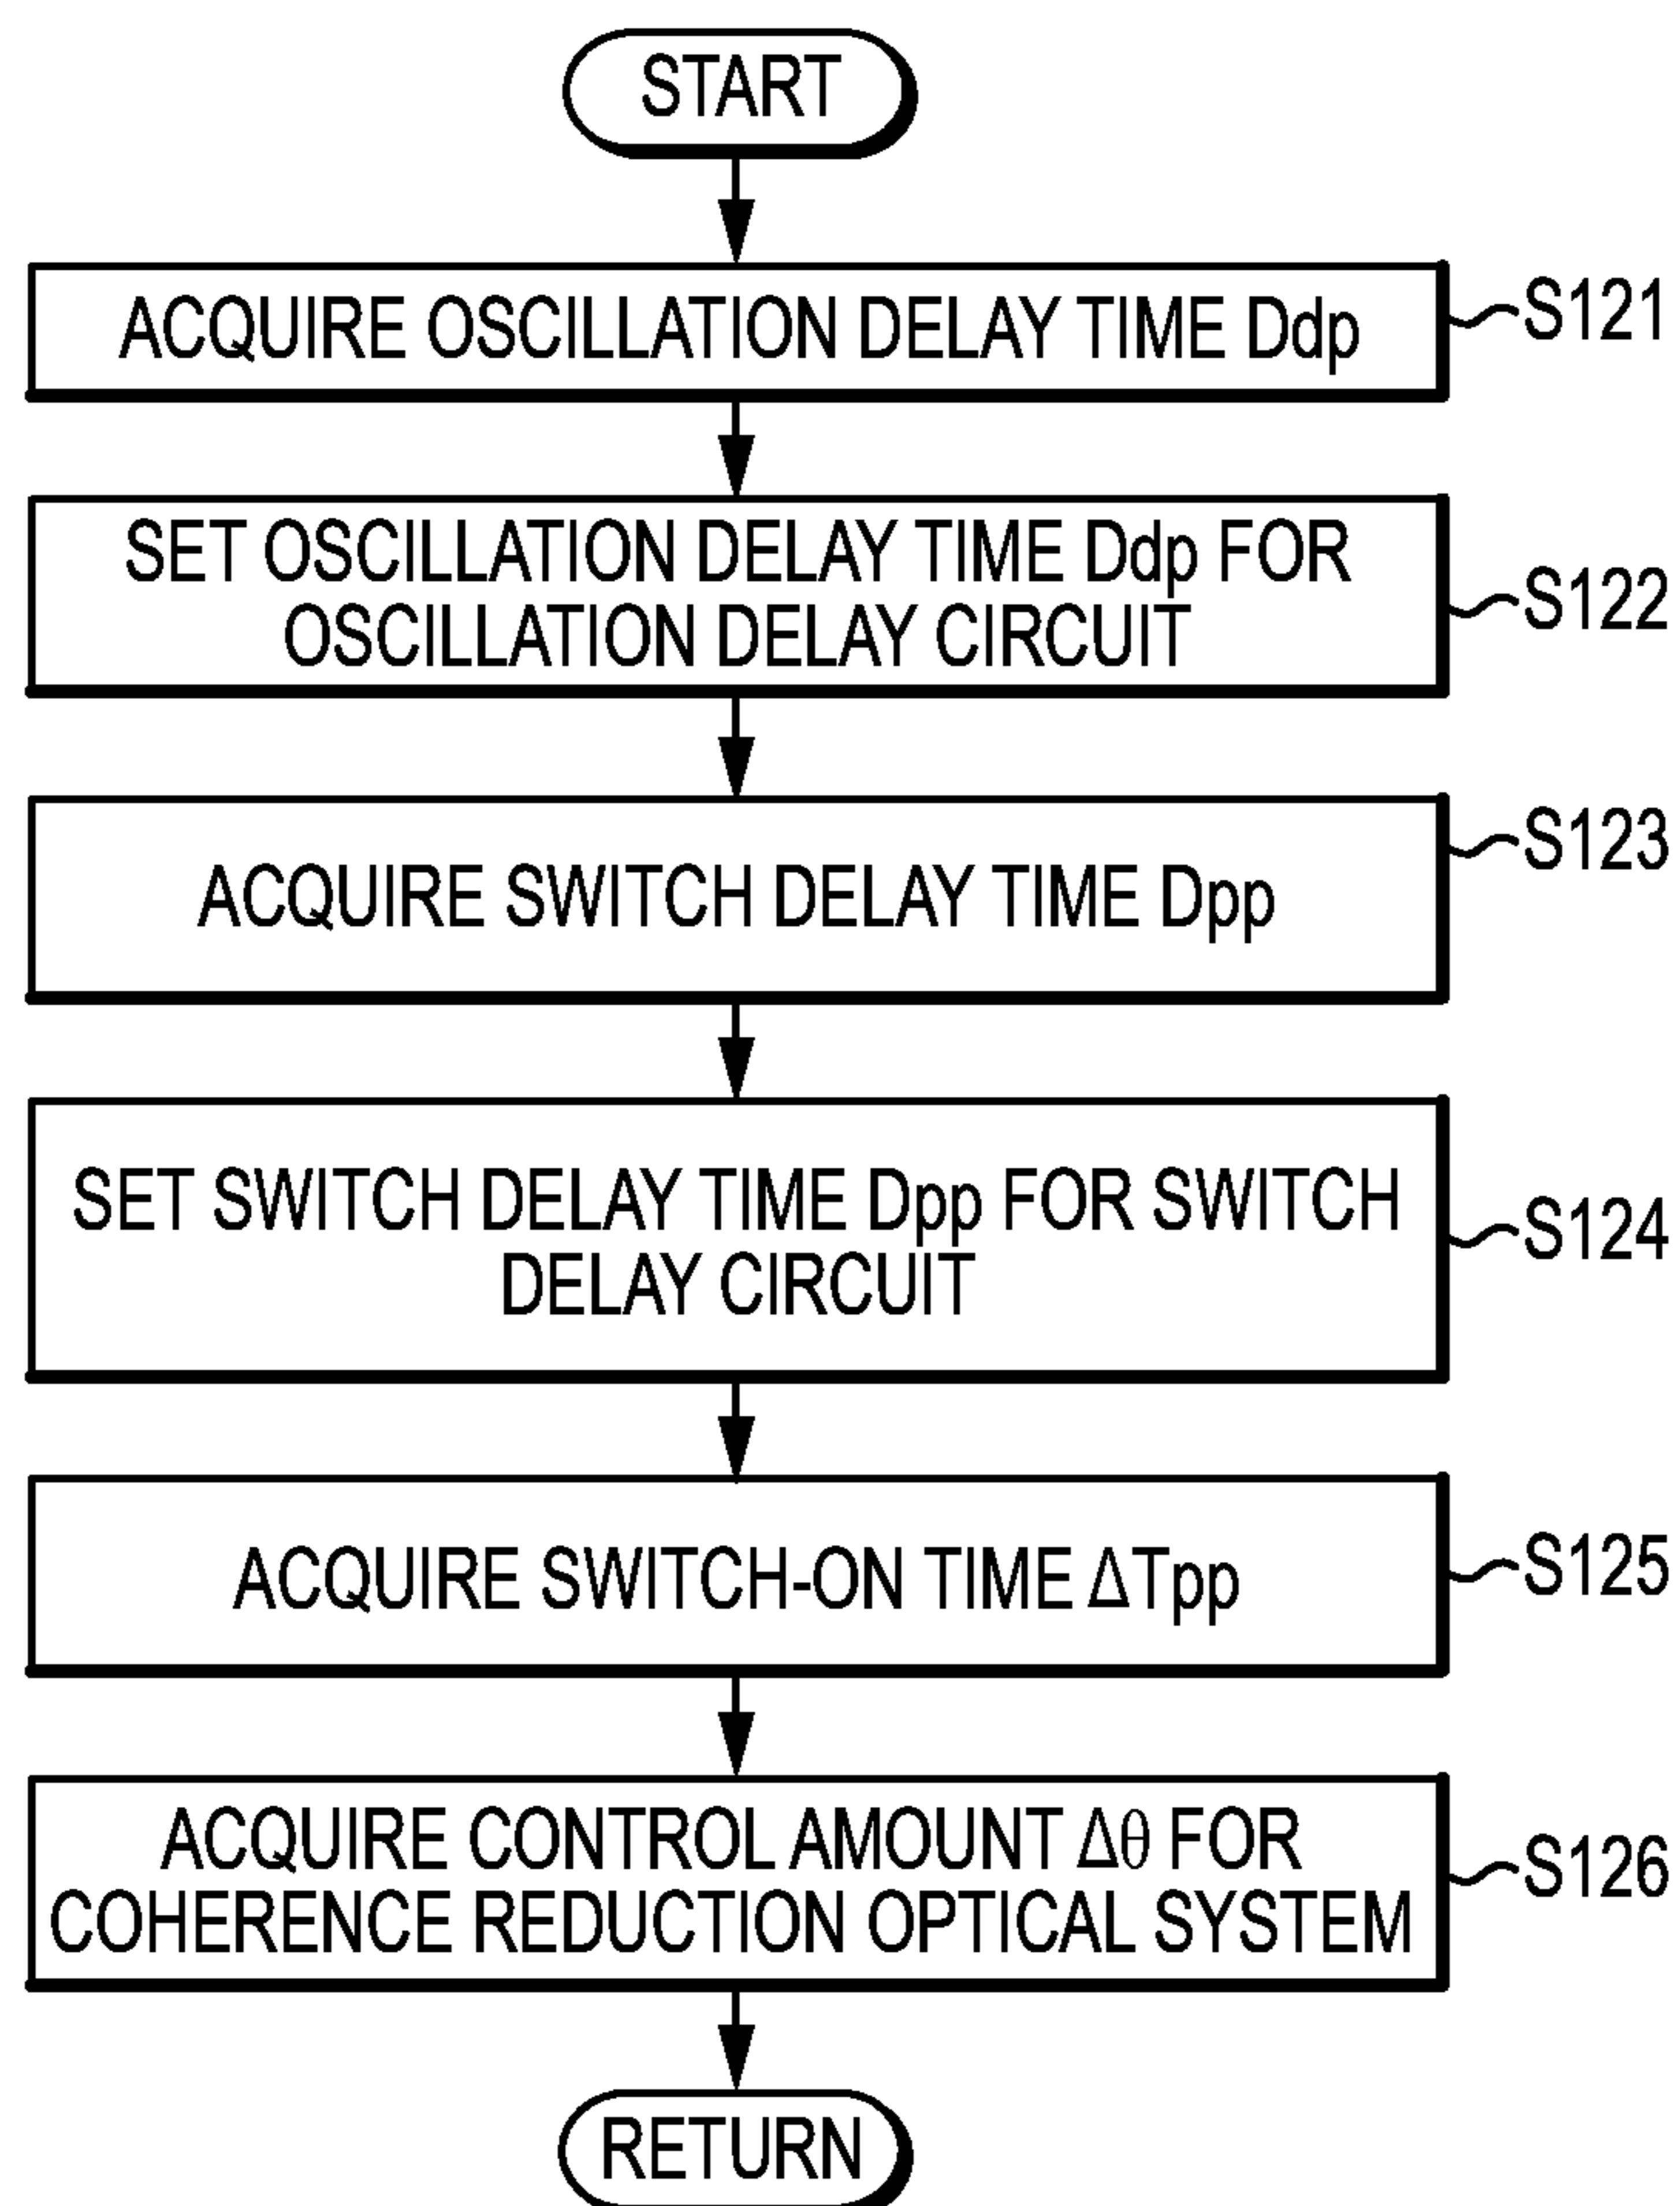 START
ACQUIRE OSCILLATION DELAY TIME Ddp
S121
SET OSCILLATION DELAY TIME Ddp FOR
OSCILLATION DELAY CIRCUIT
S122
ACQUIRE SWITCH DELAY TIME Dpp
S123
SET SWITCH DELAY TIME Dpp FOR SWITCH
DELAY CIRCUIT
S124
ACQUIRE SWITCH-ON TIME ΔTpp
S125
ACQUIRE CONTROL AMOUNT Δθ FOR
COHERENCE REDUCTION OPTICAL SYSTEM
S126
RETURN